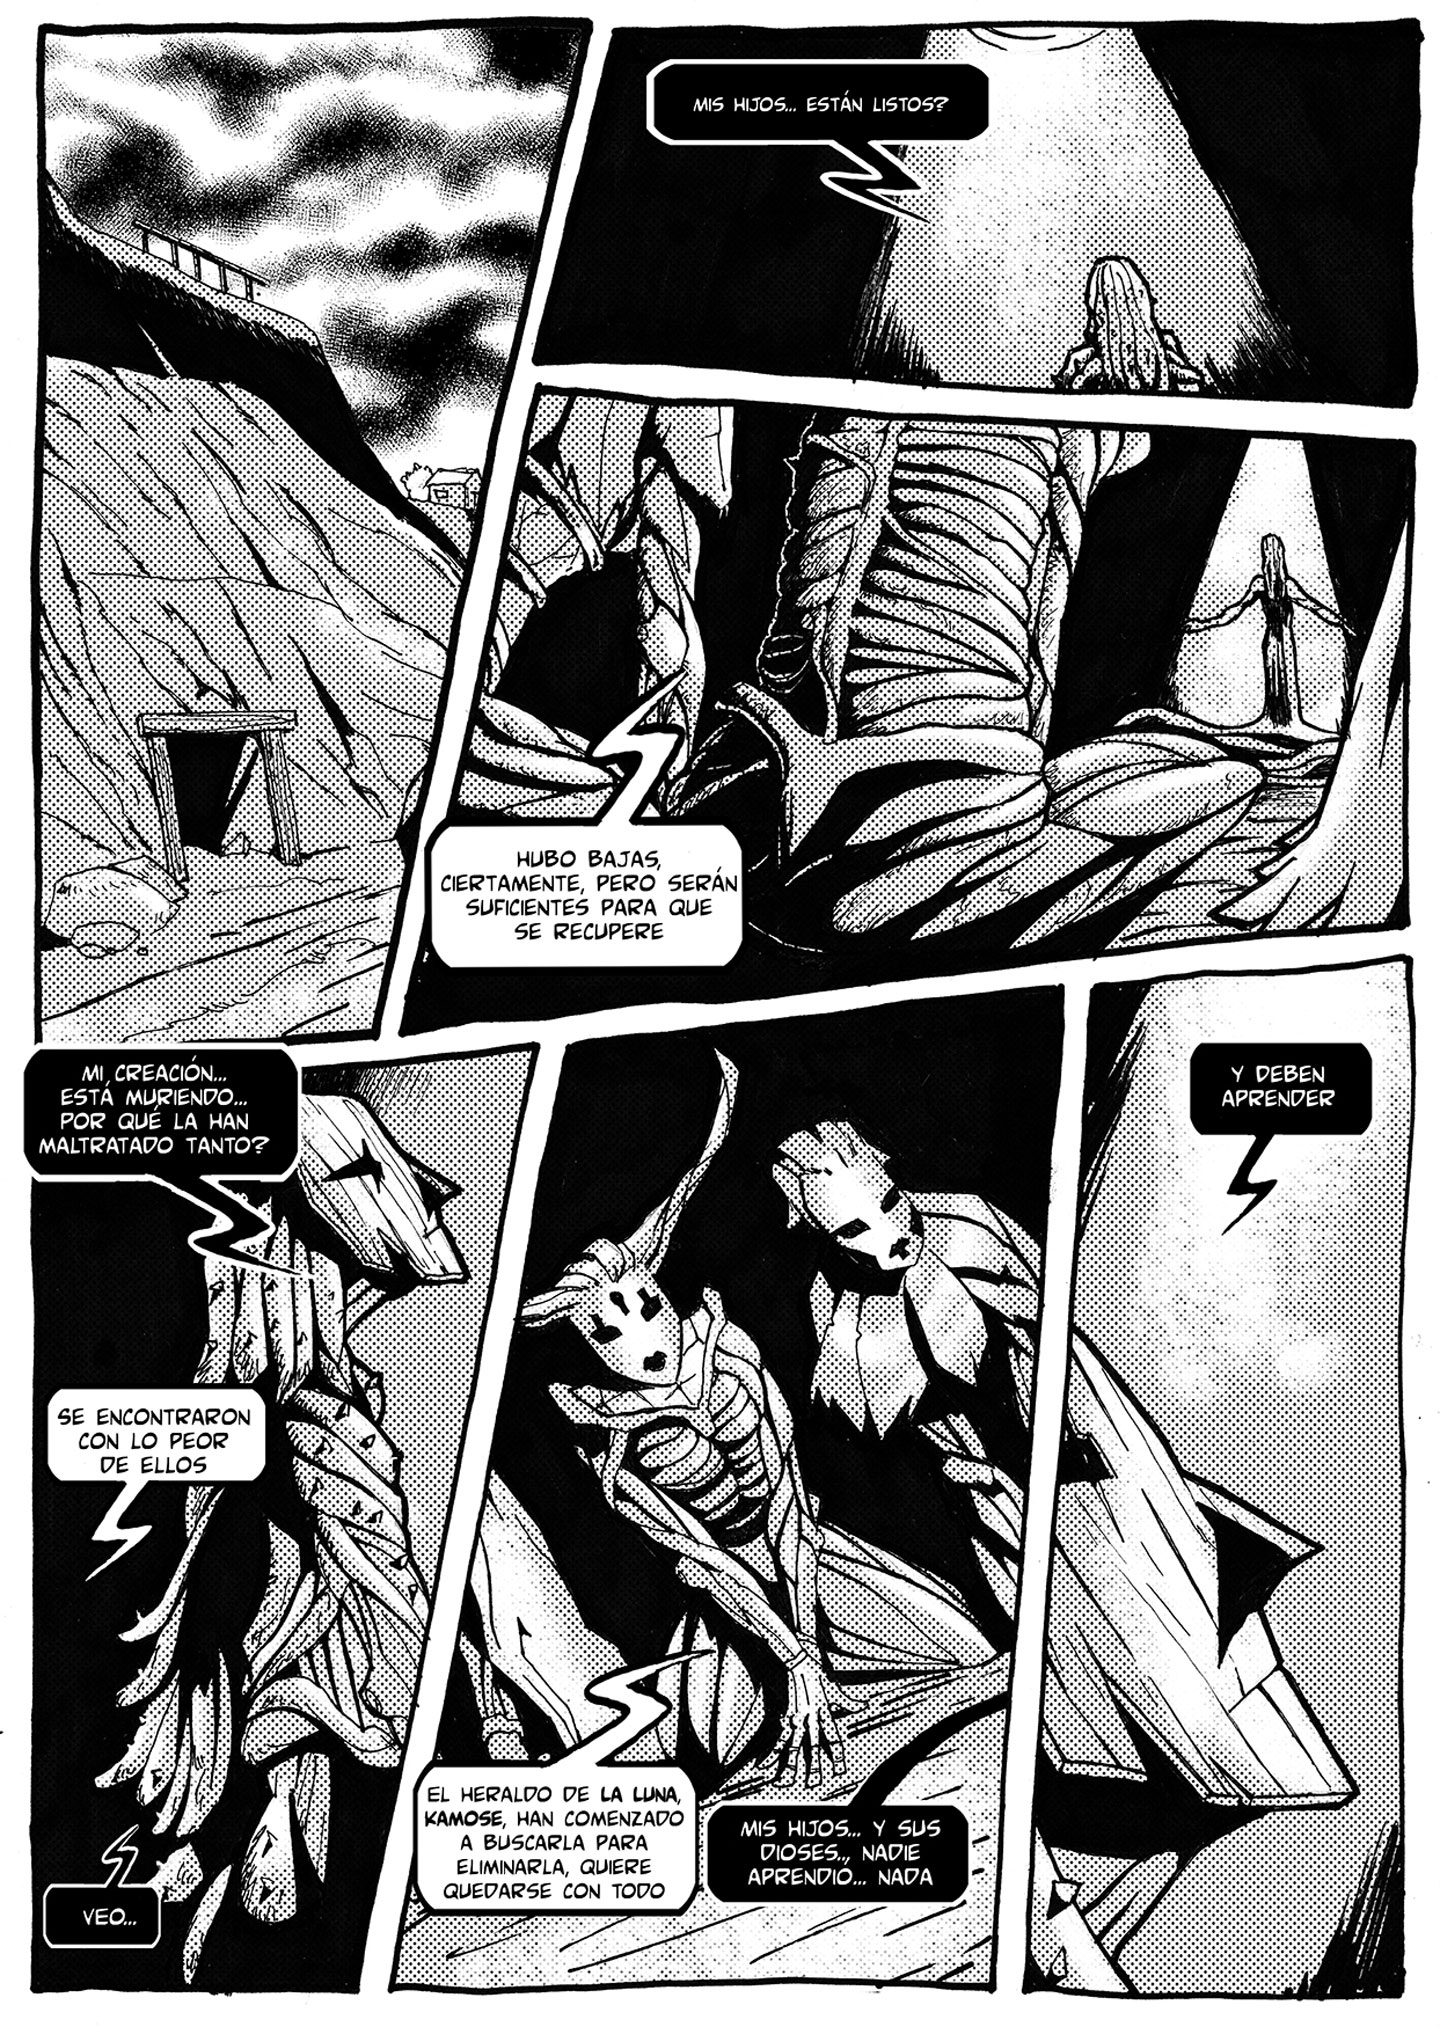 MIS HIJOS... ESTÁN LISTOS?
HUBO BAJAS,
CIERTAMENTE, PERO SERÁN
SUFICIENTES PARA QUE
SE RECUPERE
MI CREACIÓN...
ESTÁ MURIENDO...
POR QUÉ LA HAN
MALTRATADO TANTO?
SE ENCONTRARON
CON LO PEOR
DE ELLOS
VEO...
EL HERALDO DE LA LUNA,
KAMOSE, HAN COMENZADO
A BUSCARLA PARA
ELIMINARLA, QUIERE
QUEDARSE CON TODO
MIS HIJOS... Y SUS
DIOSES... NADIE
APRENDIÓ... NADA
Y DEBEN
APRENDER